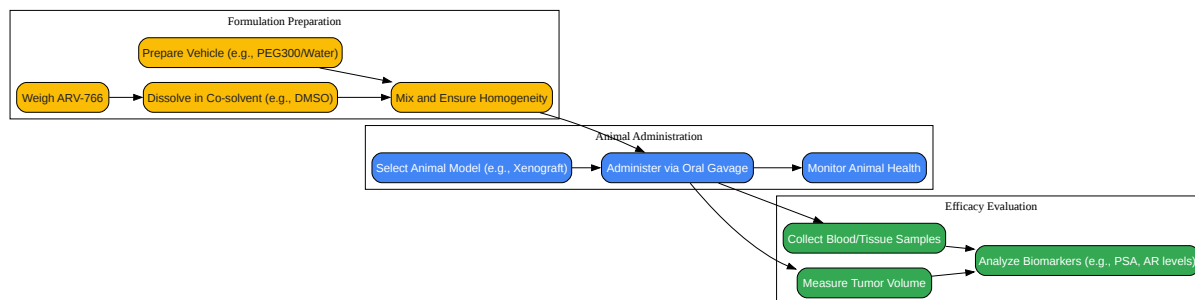 Formulation Preparation
Prepare Vehicle (e.g., PEG300/Water)
Weigh ARV-766
Dissolve in Co-solvent (e.g., DMSO)
Mix and Ensure Homogeneity
Animal Administration
Select Animal Model (e.g., Xenograft)
Administer via Oral Gavage
Monitor Animal Health
Efficacy Evaluation
Collect Blood/Tissue Samples
Analyze Biomarkers (e.g., PSA, AR levels)
Measure Tumor Volume